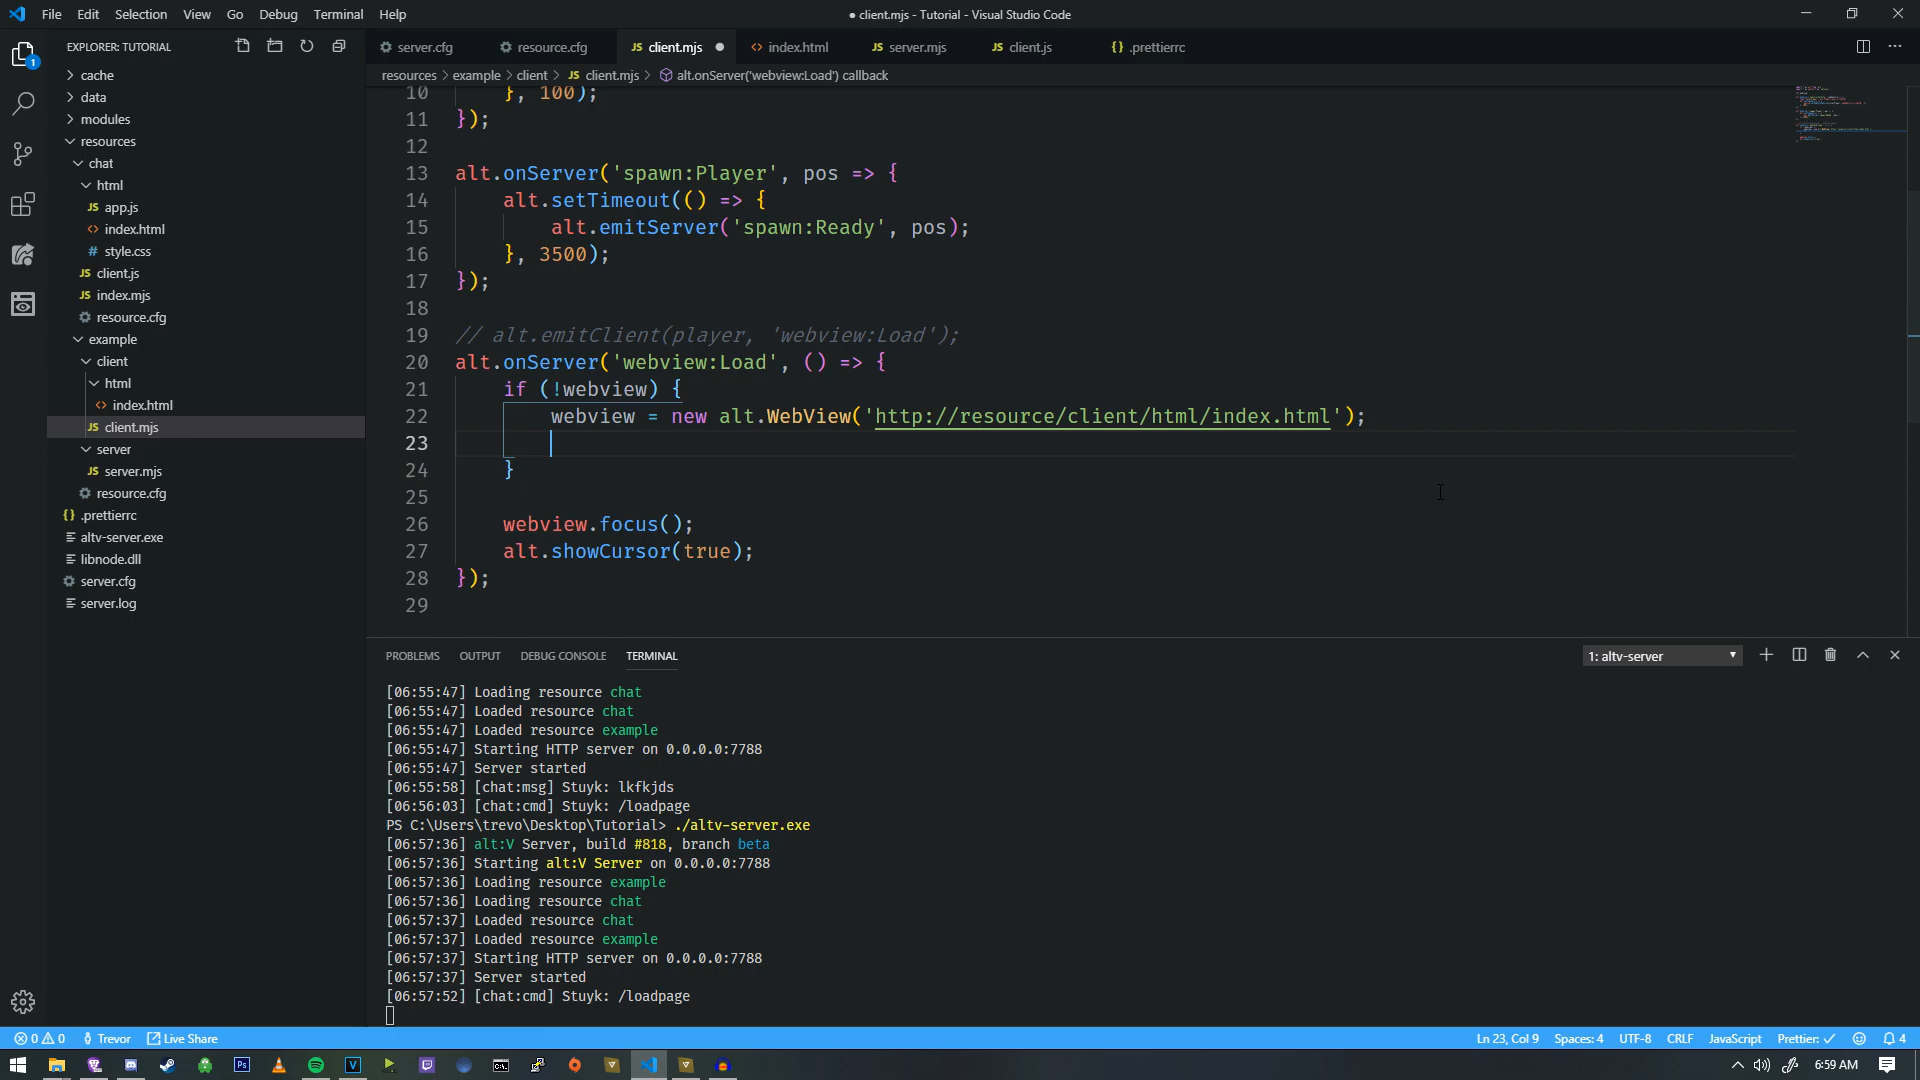 File Edit Selection View Go Debug Terminal Help
● client.mjs - Tutorial - Visual Studio Code
EXPLORER: TUTORIAL
cache
data
modules
resources
chat
html
JS app.js
<> index.html
# style.css
JS client.js
JS index.mjs
resource.cfg
example
client
html
<> index.html
JS client.mjs
server
JS server.mjs
resource.cfg
{} .prettierrc
altv-server.exe
libnode.dll
server.cfg
server.log
1
server.cfg resource.cfg JS client.mjs <> index.html JS server.mjs JS client.js {} .prettierrc
resources > example > client > JS client.mjs > alt.onServer('webview:Load') callback
10 }, 100);
11 });
12
13 alt.onServer('spawn:Player', pos => {
14 alt.setTimeout(() => {
15 alt.emitServer('spawn:Ready', pos);
16 }, 3500);
17 });
18
19 // alt.emitClient(player, 'webview:Load');
20 alt.onServer('webview:Load', () => {
21 if (!webview) {
22 webview = new alt.WebView('http://resource/client/html/index.html');
23
24 }
25
26 webview.focus();
27 alt.showCursor(true);
28 });
29
PROBLEMS OUTPUT DEBUG CONSOLE TERMINAL
1: altv-server
[06:55:47] Loading resource chat
[06:55:47] Loaded resource chat
[06:55:47] Loaded resource example
[06:55:47] Starting HTTP server on 0.0.0.0:7788
[06:55:47] Server started
[06:55:58] [chat:msg] Stuyk: lkfkjds
[06:56:03] [chat:cmd] Stuyk: /loadpage
PS C:\Users\trevo\Desktop\Tutorial> ./altv-server.exe
[06:57:36] alt:V Server, build #818, branch beta
[06:57:36] Starting alt:V Server on 0.0.0.0:7788
[06:57:36] Loading resource example
[06:57:36] Loading resource chat
[06:57:37] Loaded resource chat
[06:57:37] Loaded resource example
[06:57:37] Starting HTTP server on 0.0.0.0:7788
[06:57:37] Server started
[06:57:52] [chat:cmd] Stuyk: /loadpage
0 0 Trevor Live Share
Ln 23, Col 9 Spaces: 4 UTF-8 CRLF JavaScript Prettier: ✓ 4
Ps V
6:59 AM